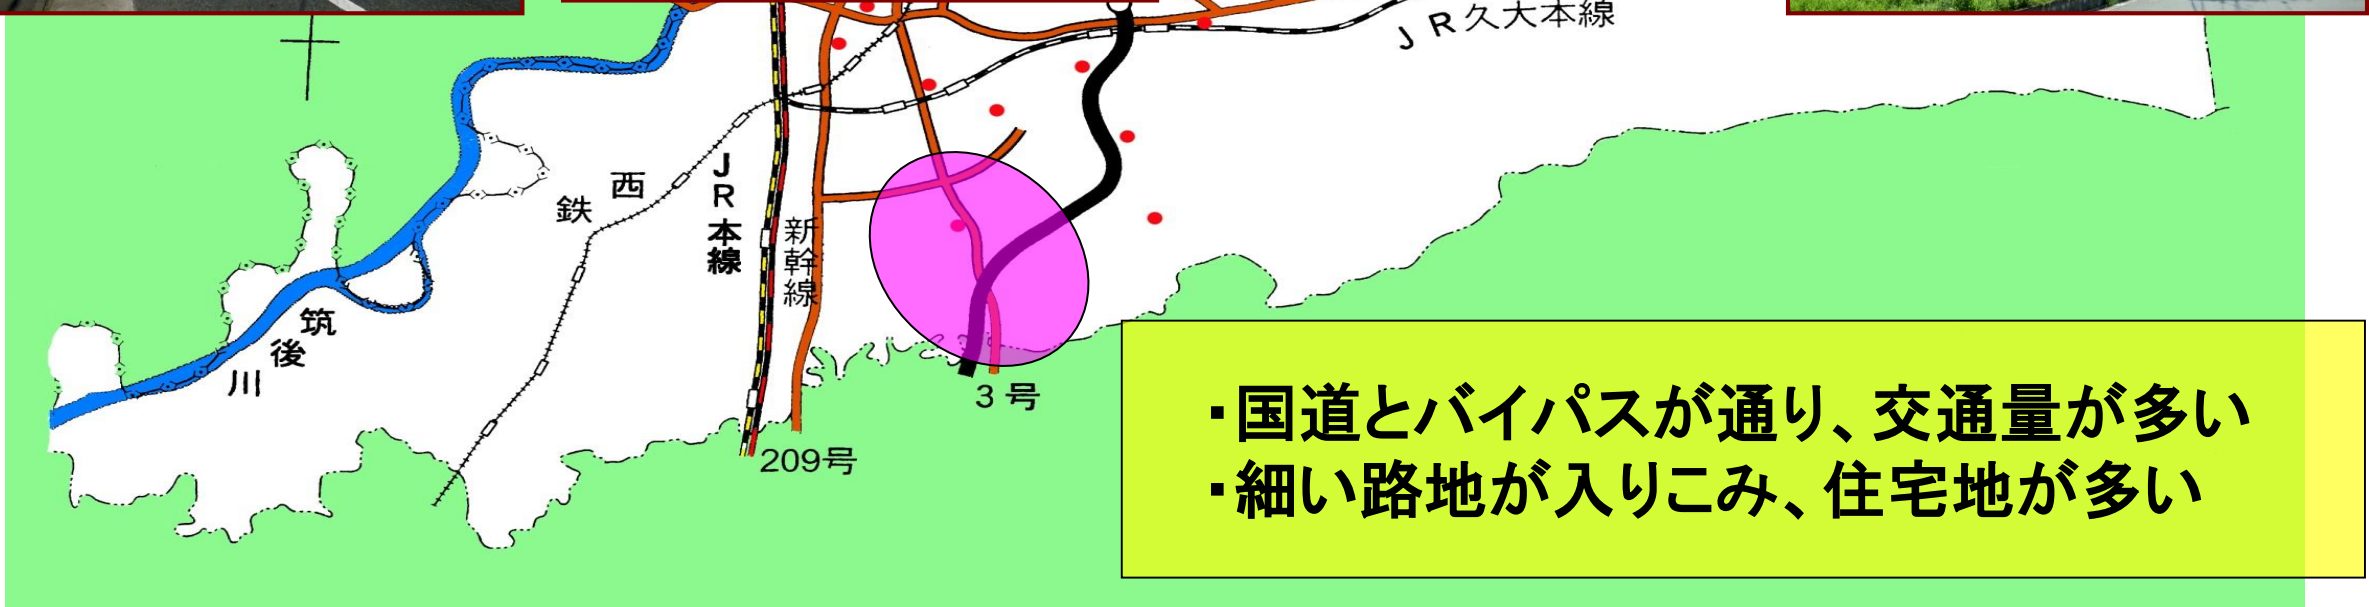 JR久大本線
西鉄
JR本線
新幹線
筑後川
3号
209号
・国道とバイパスが通り、交通量が多い
・細い路地が入りこみ、住宅地が多い